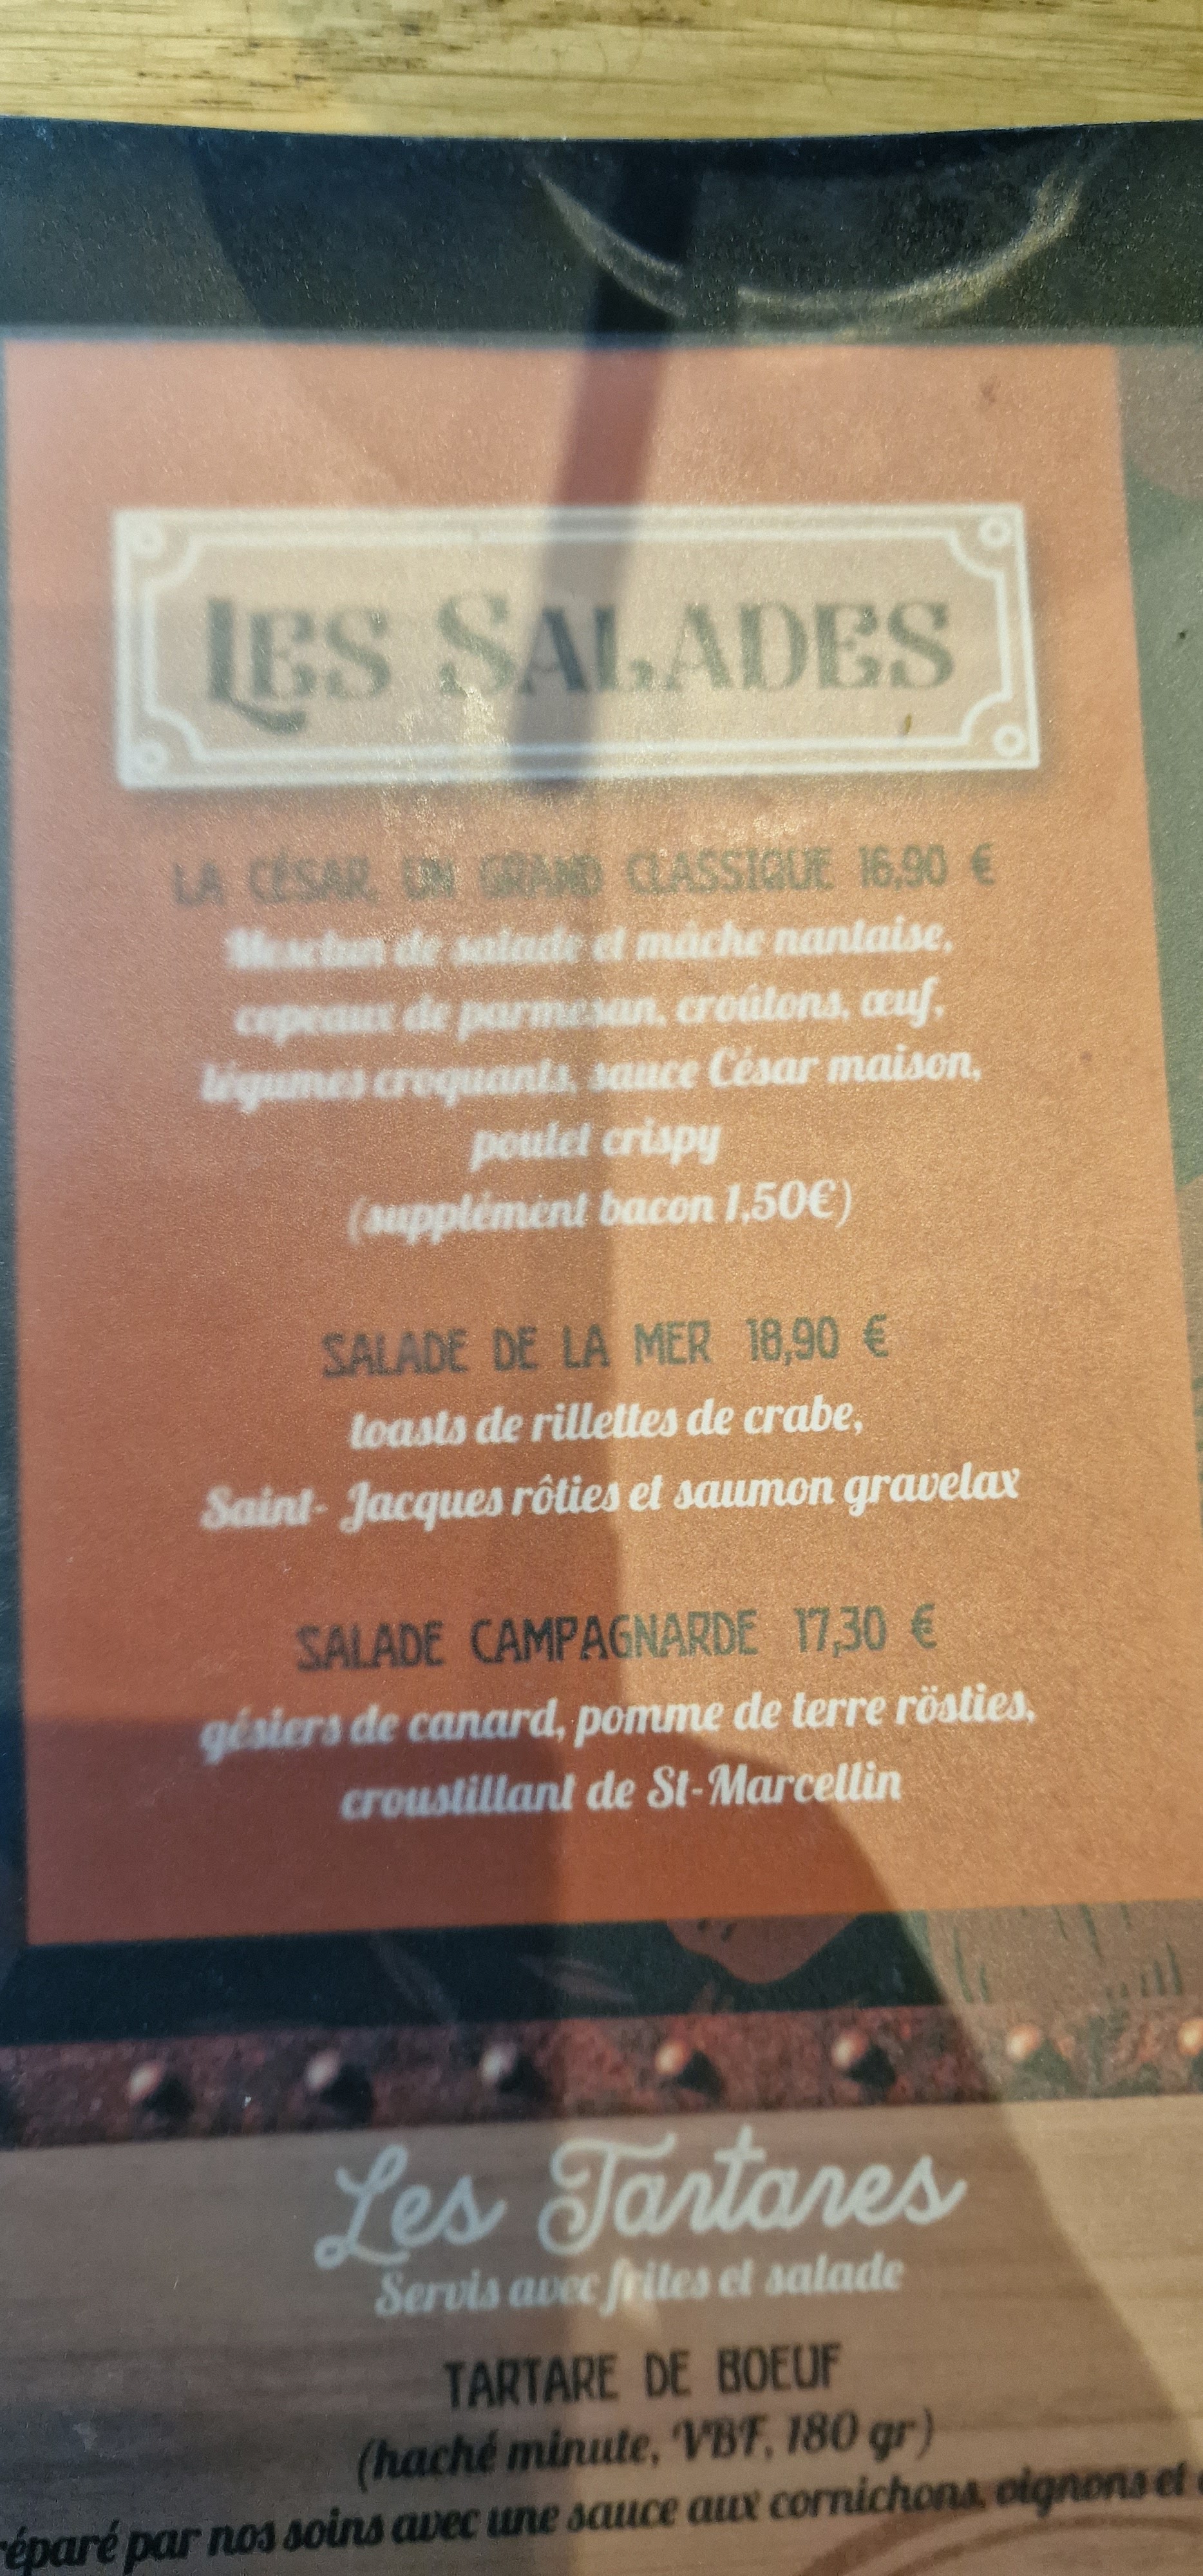 LES SALADES
LA CÉSAR, UN GRAND CLASSIQUE 16,90 €
Mesclun de salade et mâche nantaise,
copeaux de parmesan, croûtons, œuf,
légumes croquants, sauce César maison,
poulet crispy
(supplément bacon 1,50€)
SALADE DE LA MER 18,90 €
toasts de rillettes de crabe,
Saint- Jacques rôties et saumon gravelax
SALADE CAMPAGNARDE 17,30 €
gésiers de canard, pomme de terre rösties,
croustillant de St-Marcellin
Les Tartares
Servis avec frites et salade
TARTARE DE BOEUF
(haché minute, VBF, 180 gr)
réparé par nos soins avec une sauce aux cornichons, oignons et